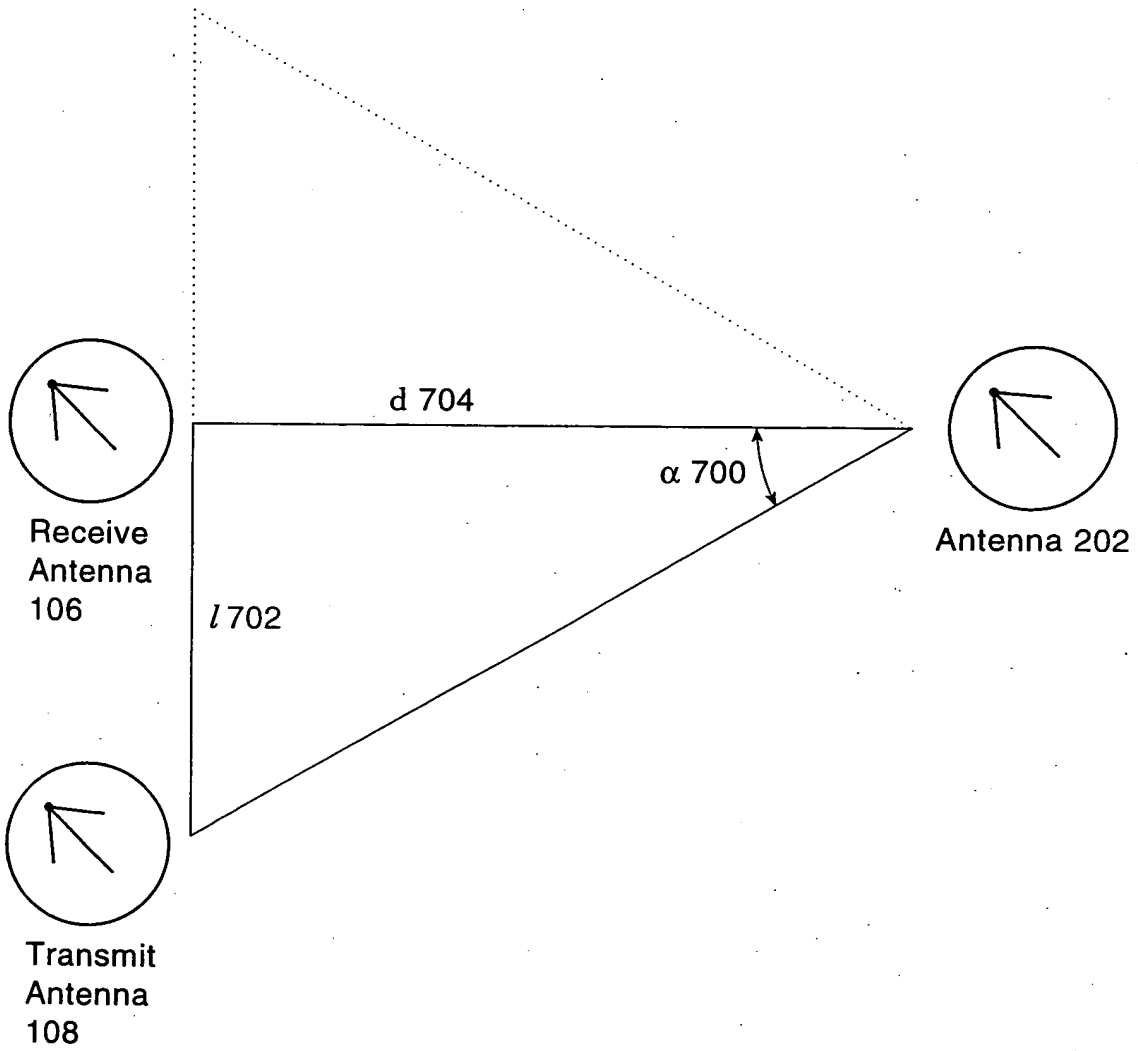 d 704
α 700
Receive
Antenna
106
Antenna 202
l 702
Transmit
Antenna
108